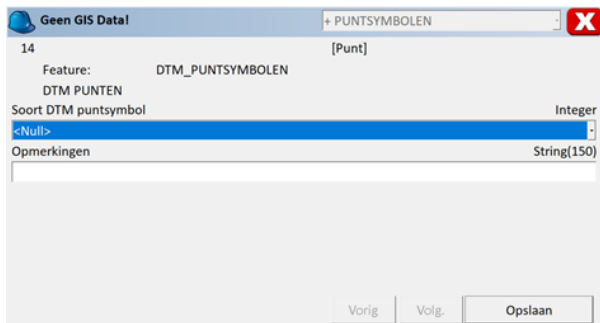 Geen GIS Data! + PUNTSYMBOLEN
14 [Punt]
Feature: DTM_PUNTSYMBOLEN
DTM PUNTEN
Soort DTM puntsymbol Integer
<Null>
Opmerkingen String(150)
Vorig Volg. Opslaan